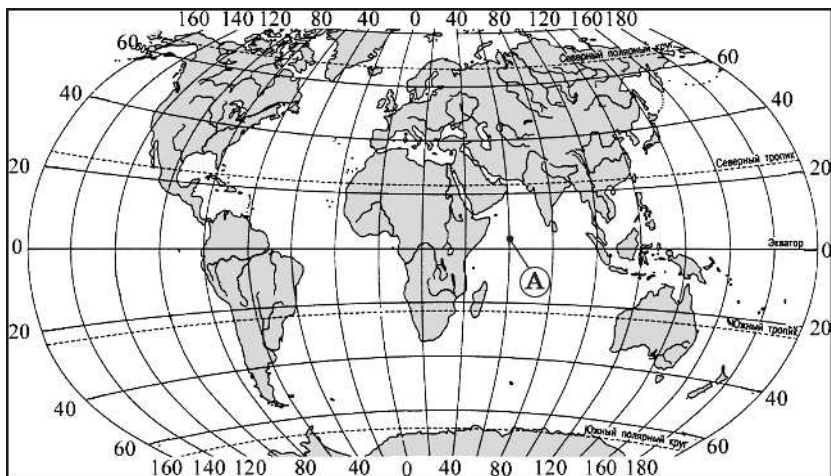 160 140 120 80 40 0 40 80 120 160 180
60 Северный полярный круг 60
40 40
20 Северный тропик 20
0 Экватор 0
А
20 Южный тропик 20
40 40
60 Южный полярный круг 60
160 140 120 80 40 0 40 80 120 160 180